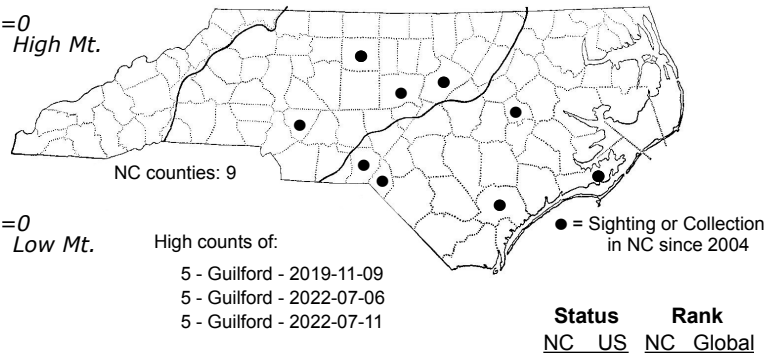 =0
High Mt.
NC counties: 9
=0
Low Mt.
High counts of:
5 - Guilford - 2019-11-09
5 - Guilford - 2022-07-06
5 - Guilford - 2022-07-11
● = Sighting or Collection
in NC since 2004
Status Rank
NC US NC Global